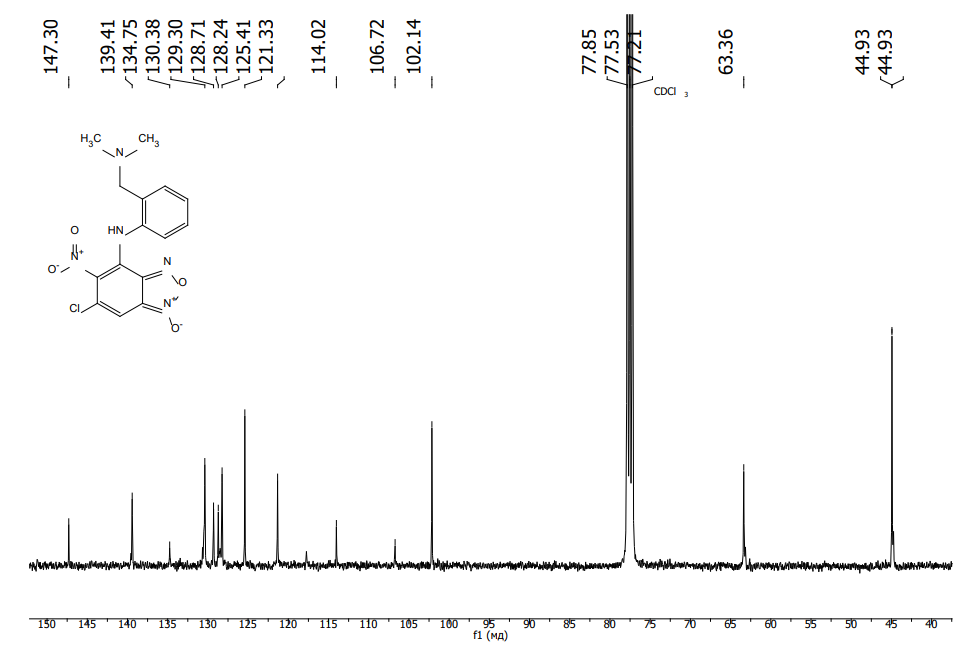 147.30
139.41
134.75
130.38
129.30
128.71
128.24
125.41
121.33
114.02
106.72
102.14
77.85
77.53
77.21
63.36
44.93
44.93
CDCl 3
H3C CH3
N
HN
O
N+
O-
N
O
Cl
N+
O-
150 145 140 135 130 125 120 115 110 105 100 95 90 85 80 75 70 65 60 55 50 45 40
f1 (мд)